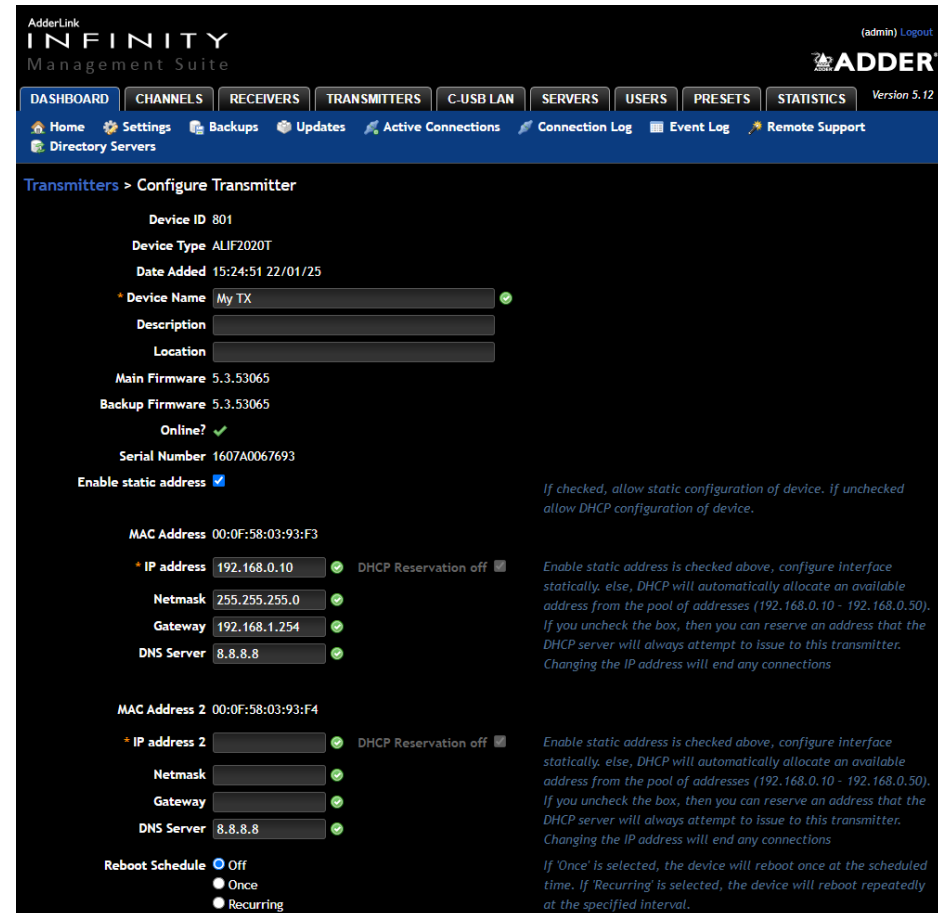 AdderLink
INFINITY
Management Suite
(admin) Logout
ADDER
ADDER
DASHBOARD CHANNELS RECEIVERS TRANSMITTERS C-USB LAN SERVERS USERS PRESETS STATISTICS Version 5.12
Home Settings Backups Updates Active Connections Connection Log Event Log Remote Support
Directory Servers
Transmitters > Configure Transmitter
Device ID 801
Device Type ALIF2020T
Date Added 15:24:51 22/01/25
* Device Name My TX
Description
Location
Main Firmware 5.3.53065
Backup Firmware 5.3.53065
Online?
Serial Number 1607A0067693
Enable static address
If checked, allow static configuration of device. if unchecked
allow DHCP configuration of device.
MAC Address 00:0F:58:03:93:F3
* IP address 192.168.0.10 DHCP Reservation off
Netmask 255.255.255.0
Gateway 192.168.1.254
DNS Server 8.8.8.8
Enable static address is checked above, configure interface
statically. else, DHCP will automatically allocate an available
address from the pool of addresses (192.168.0.10 - 192.168.0.50).
If you uncheck the box, then you can reserve an address that the
DHCP server will always attempt to issue to this transmitter.
Changing the IP address will end any connections
MAC Address 2 00:0F:58:03:93:F4
* IP address 2 DHCP Reservation off
Netmask
Gateway
DNS Server 8.8.8.8
Enable static address is checked above, configure interface
statically. else, DHCP will automatically allocate an available
address from the pool of addresses (192.168.0.10 - 192.168.0.50).
If you uncheck the box, then you can reserve an address that the
DHCP server will always attempt to issue to this transmitter.
Changing the IP address will end any connections
Reboot Schedule Off
Once
Recurring
If 'Once' is selected, the device will reboot once at the scheduled
time. If 'Recurring' is selected, the device will reboot repeatedly
at the specified interval.